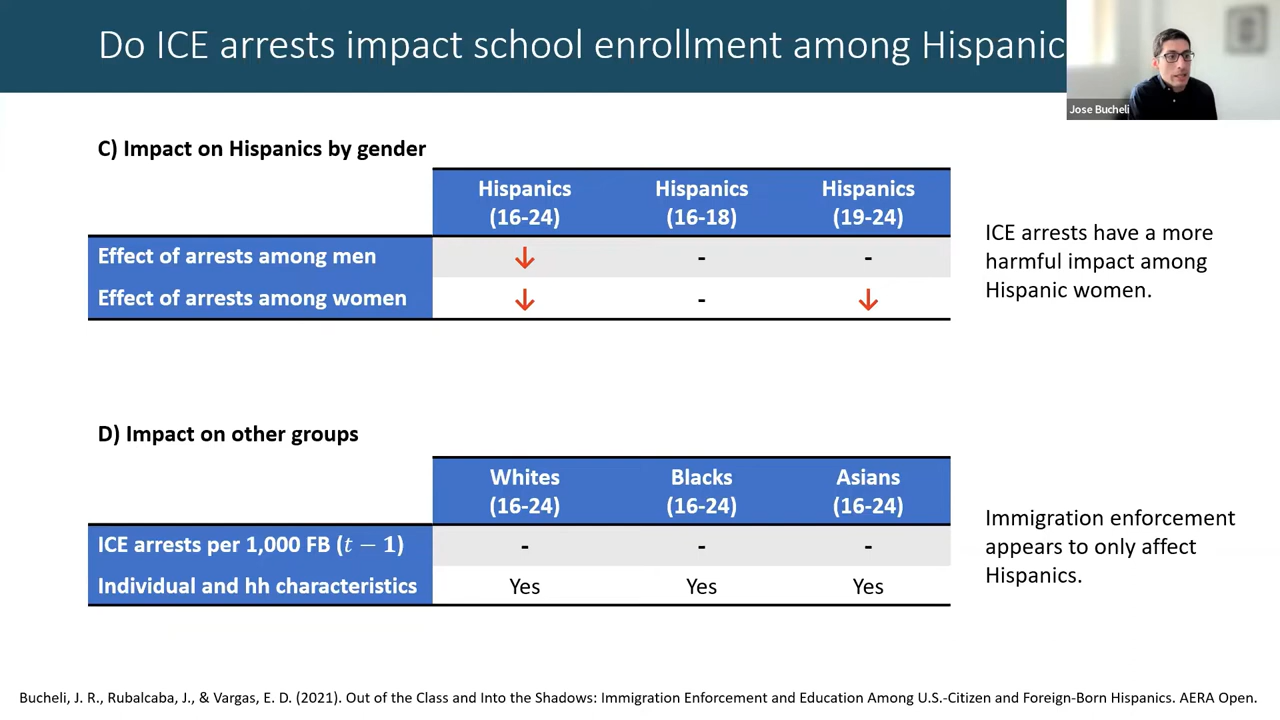 Do ICE arrests impact school enrollment among Hispanic
Jose Bucheli
C) Impact on Hispanics by gender
Hispanics Hispanics Hispanics
(16-24) (16-18) (19-24)
Effect of arrests among men ↓ - -
Effect of arrests among women ↓ - ↓
ICE arrests have a more
harmful impact among
Hispanic women.
D) Impact on other groups
Whites Blacks Asians
(16-24) (16-24) (16-24)
ICE arrests per 1,000 FB (t − 1) - - -
Individual and hh characteristics Yes Yes Yes
Immigration enforcement
appears to only affect
Hispanics.
Bucheli, J. R., Rubalcaba, J., & Vargas, E. D. (2021). Out of the Class and Into the Shadows: Immigration Enforcement and Education Among U.S.-Citizen and Foreign-Born Hispanics. AERA Open.